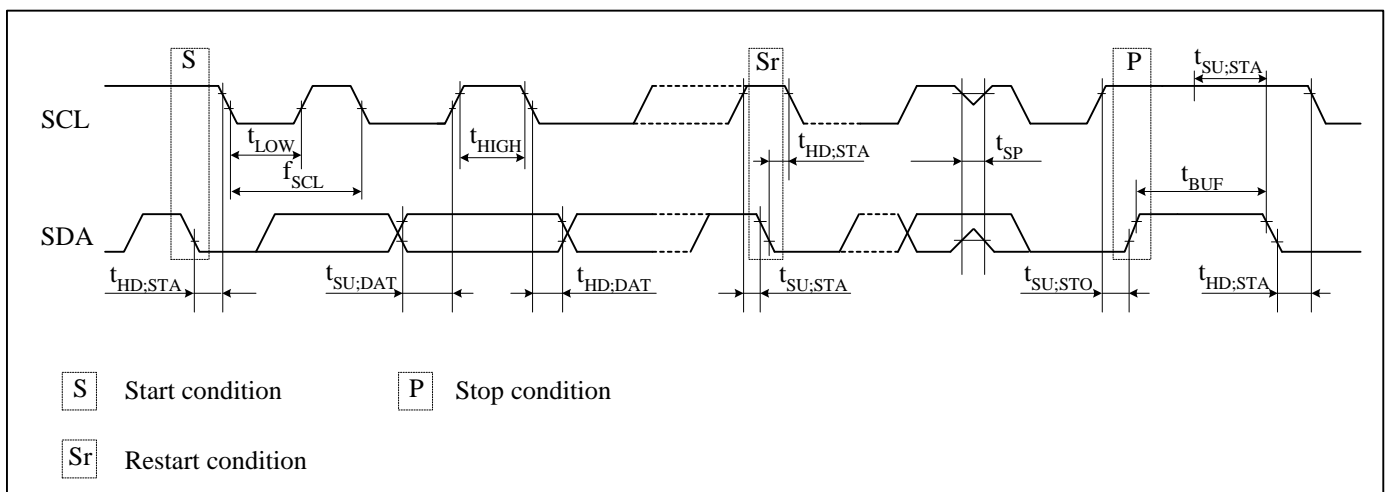 S
Sr
P
tSU;STA
SCL
tLOW
tHIGH
tHD;STA
tSP
fSCL
tBUF
SDA
tHD;STA
tSU;DAT
tHD;DAT
tSU;STA
tSU;STO
tHD;STA
S Start condition
P Stop condition
Sr Restart condition